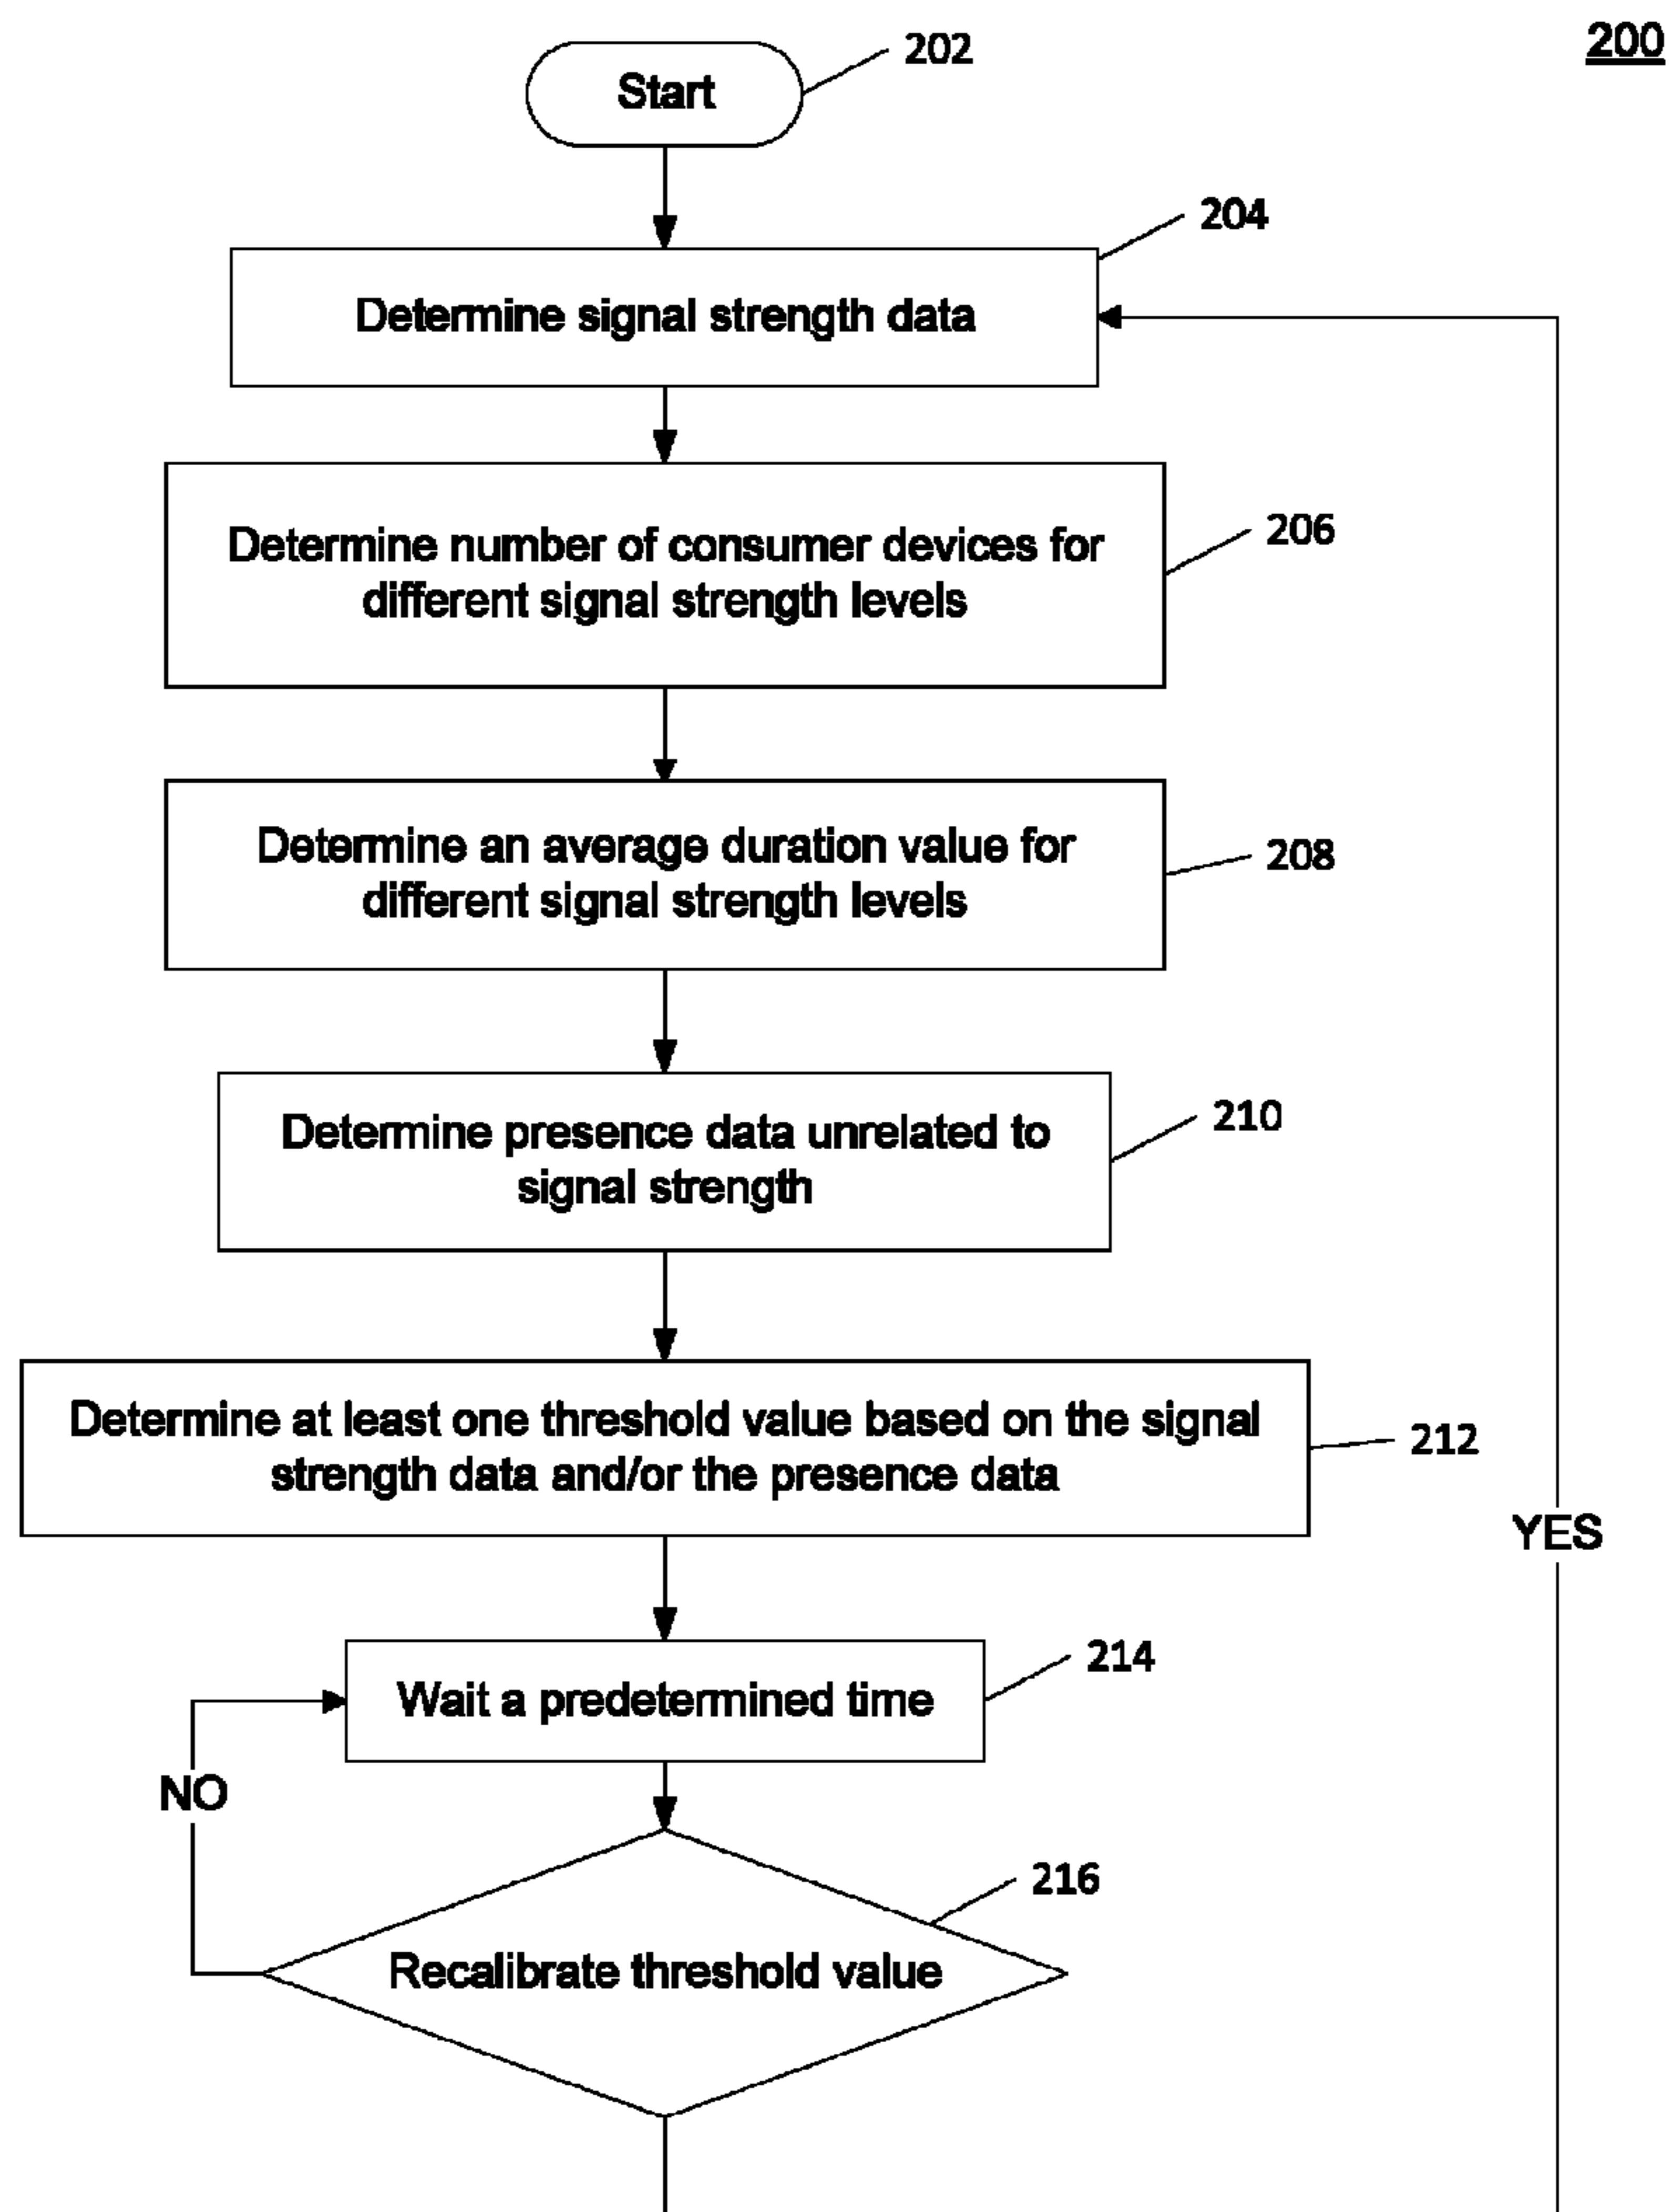 200
Start
202
Determine signal strength data
204
Determine number of consumer devices for
different signal strength levels
206
Determine an average duration value for
different signal strength levels
208
Determine presence data unrelated to
signal strength
210
Determine at least one threshold value based on the signal
strength data and/or the presence data
212
YES
Wait a predetermined time
214
NO
Recalibrate threshold value
216